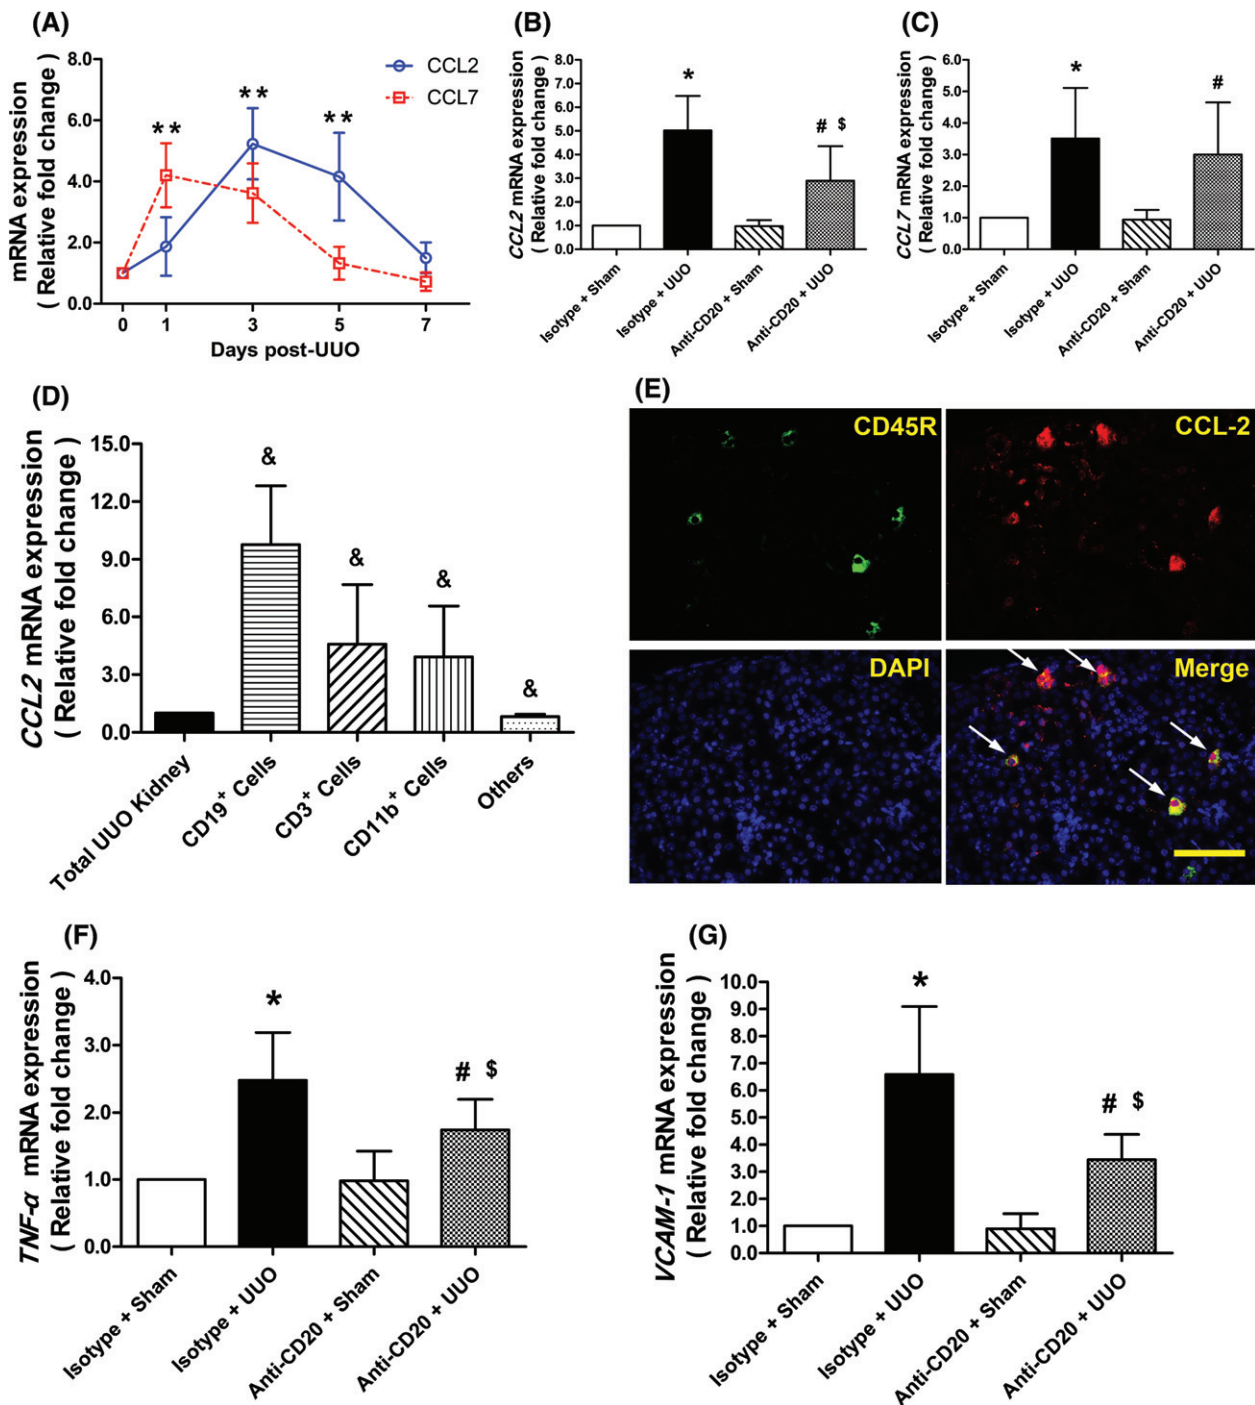 (A)
mRNA expression
( Relative fold change )
8.0
6.0
4.0
2.0
0.0
CCL2
CCL7
**
**
**
0 1 3 5 7
Days post-UUO
(B)
CCL2 mRNA expression
( Relative fold change )
8.0
7.0
6.0
5.0
4.0
3.0
2.0
1.0
0.0
*
# $
Isotype + Sham
Isotype + UUO
Anti-CD20 + Sham
Anti-CD20 + UUO
(C)
CCL7 mRNA expression
( Relative fold change )
6.0
5.0
4.0
3.0
2.0
1.0
0.0
*
#
Isotype + Sham
Isotype + UUO
Anti-CD20 + Sham
Anti-CD20 + UUO
(D)
CCL2 mRNA expression
( Relative fold change )
15.0
12.0
9.0
6.0
3.0
0.0
&
&
&
&
Total UUO Kidney
CD19+ Cells
CD3+ Cells
CD11b+ Cells
Others
(E)
CD45R
CCL-2
DAPI
Merge
(F)
TNF-α mRNA expression
( Relative fold change )
4.0
3.0
2.0
1.0
0.0
*
# $
Isotype + Sham
Isotype + UUO
Anti-CD20 + Sham
Anti-CD20 + UUO
(G)
VCAM-1 mRNA expression
( Relative fold change )
10.0
9.0
8.0
7.0
6.0
5.0
4.0
3.0
2.0
1.0
0.0
*
# $
Isotype + Sham
Isotype + UUO
Anti-CD20 + Sham
Anti-CD20 + UUO